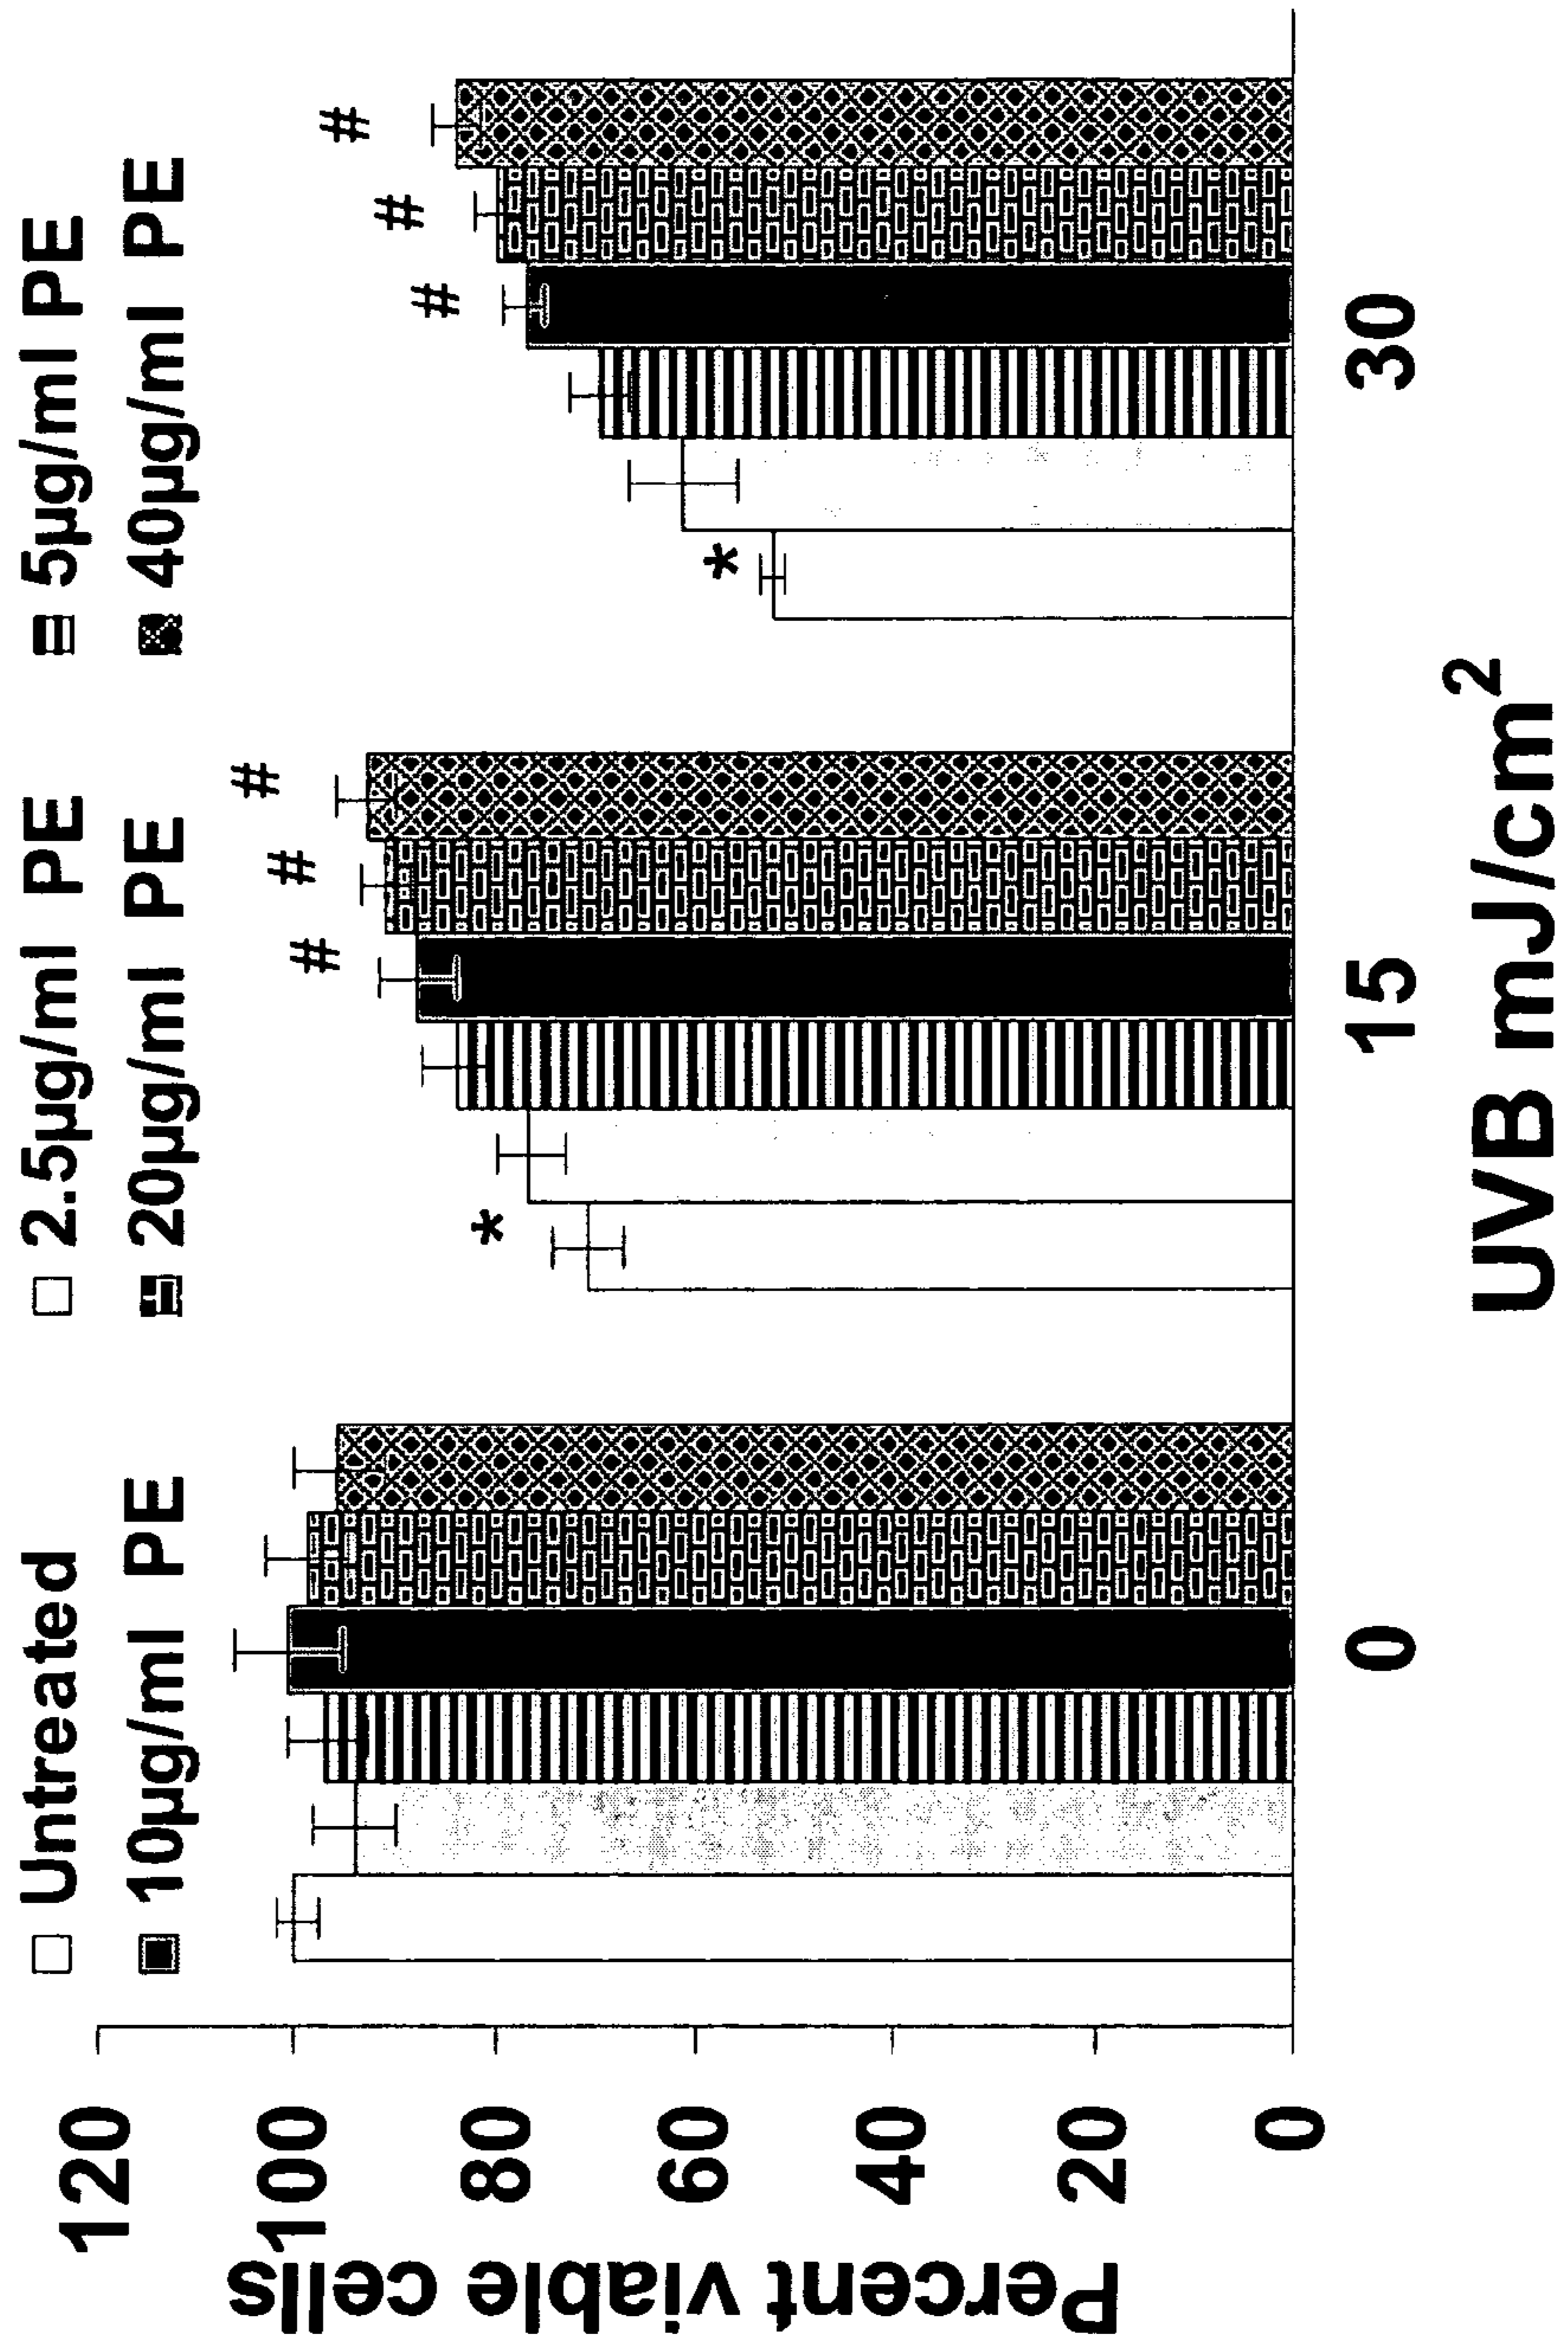 Untreated 2.5µg/ml PE 5µg/ml PE
10µg/ml PE 20µg/ml PE 40µg/ml PE
Percent viable cells
120
100
80
60
40
20
0
* # # #
* # # #
0 15 30
UVB mJ/cm²